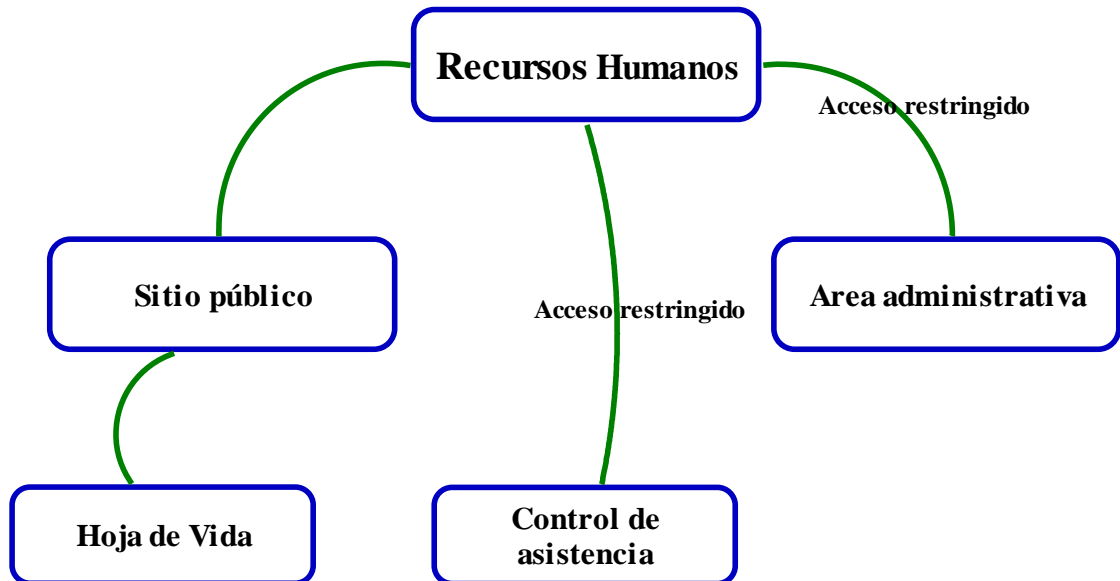 Recursos Humanos
Acceso restringido
Sitio público
Area administrativa
Acceso restringido
Hoja de Vida
Control de
asistencia